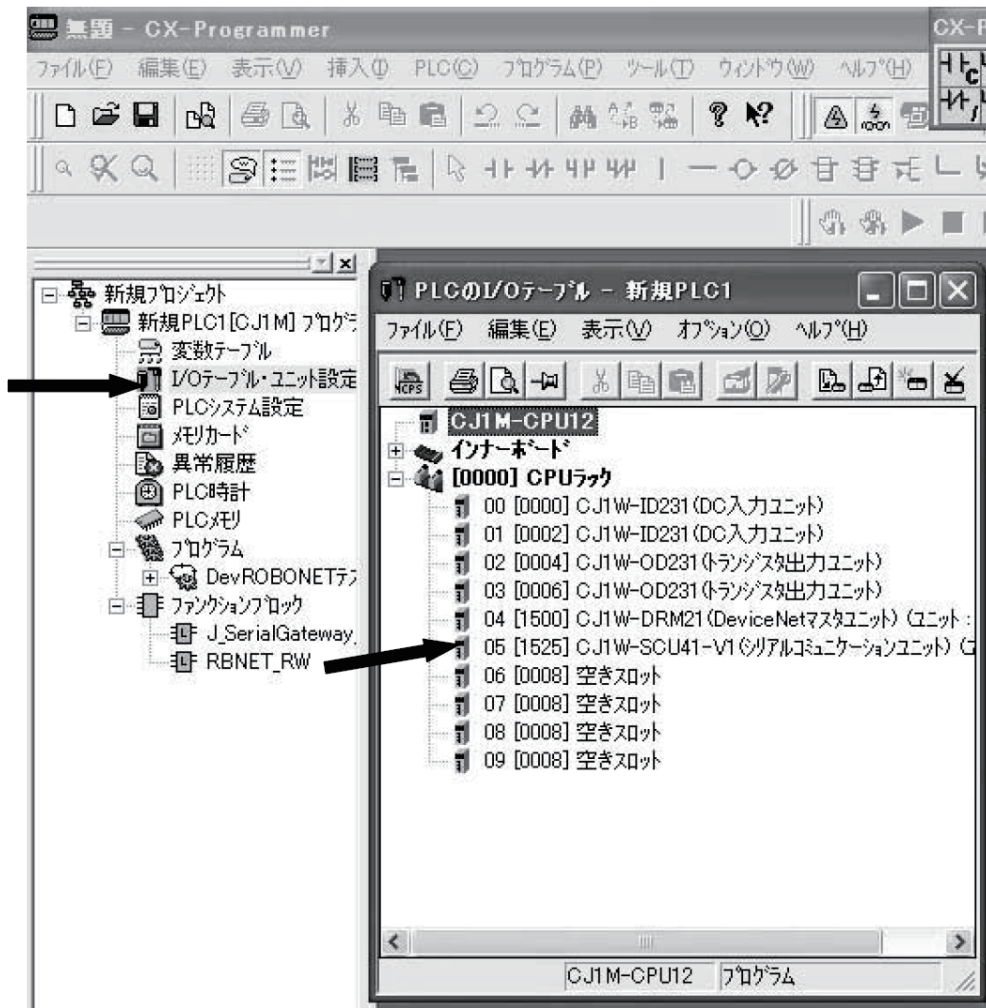 無題 - CX-Programmer
CX-P
ファイル(F) 編集(E) 表示(V) 挿入(I) PLC(C) プログラム(P) ツール(T) ウィンドウ(W) ヘルプ(H)
新規プロジェクト
新規PLC1[CJ1M] プログラ
変数テーブル
I/Oテーブル・ユニット設定
PLCシステム設定
メモリカード
異常履歴
PLC時計
PLCメモリ
プログラム
DevROBONETテス
ファンクションブロック
J_SerialGateway_
RBNET_RW
PLCのI/Oテーブル - 新規PLC1
ファイル(F) 編集(E) 表示(V) オプション(O) ヘルプ(H)
CJ1M-CPU12
インナーボード
[0000] CPUラック
00 [0000] CJ1W-ID231(DC入力ユニット)
01 [0002] CJ1W-ID231(DC入力ユニット)
02 [0004] CJ1W-OD231(トランジスタ出力ユニット)
03 [0006] CJ1W-OD231(トランジスタ出力ユニット)
04 [1500] CJ1W-DRM21(DeviceNetマスタユニット) (ユニット :
05 [1525] CJ1W-SCU41-V1(シリアルコミュニケーションユニット) (ユ
06 [0008] 空きスロット
07 [0008] 空きスロット
08 [0008] 空きスロット
09 [0008] 空きスロット
CJ1M-CPU12 プログラム